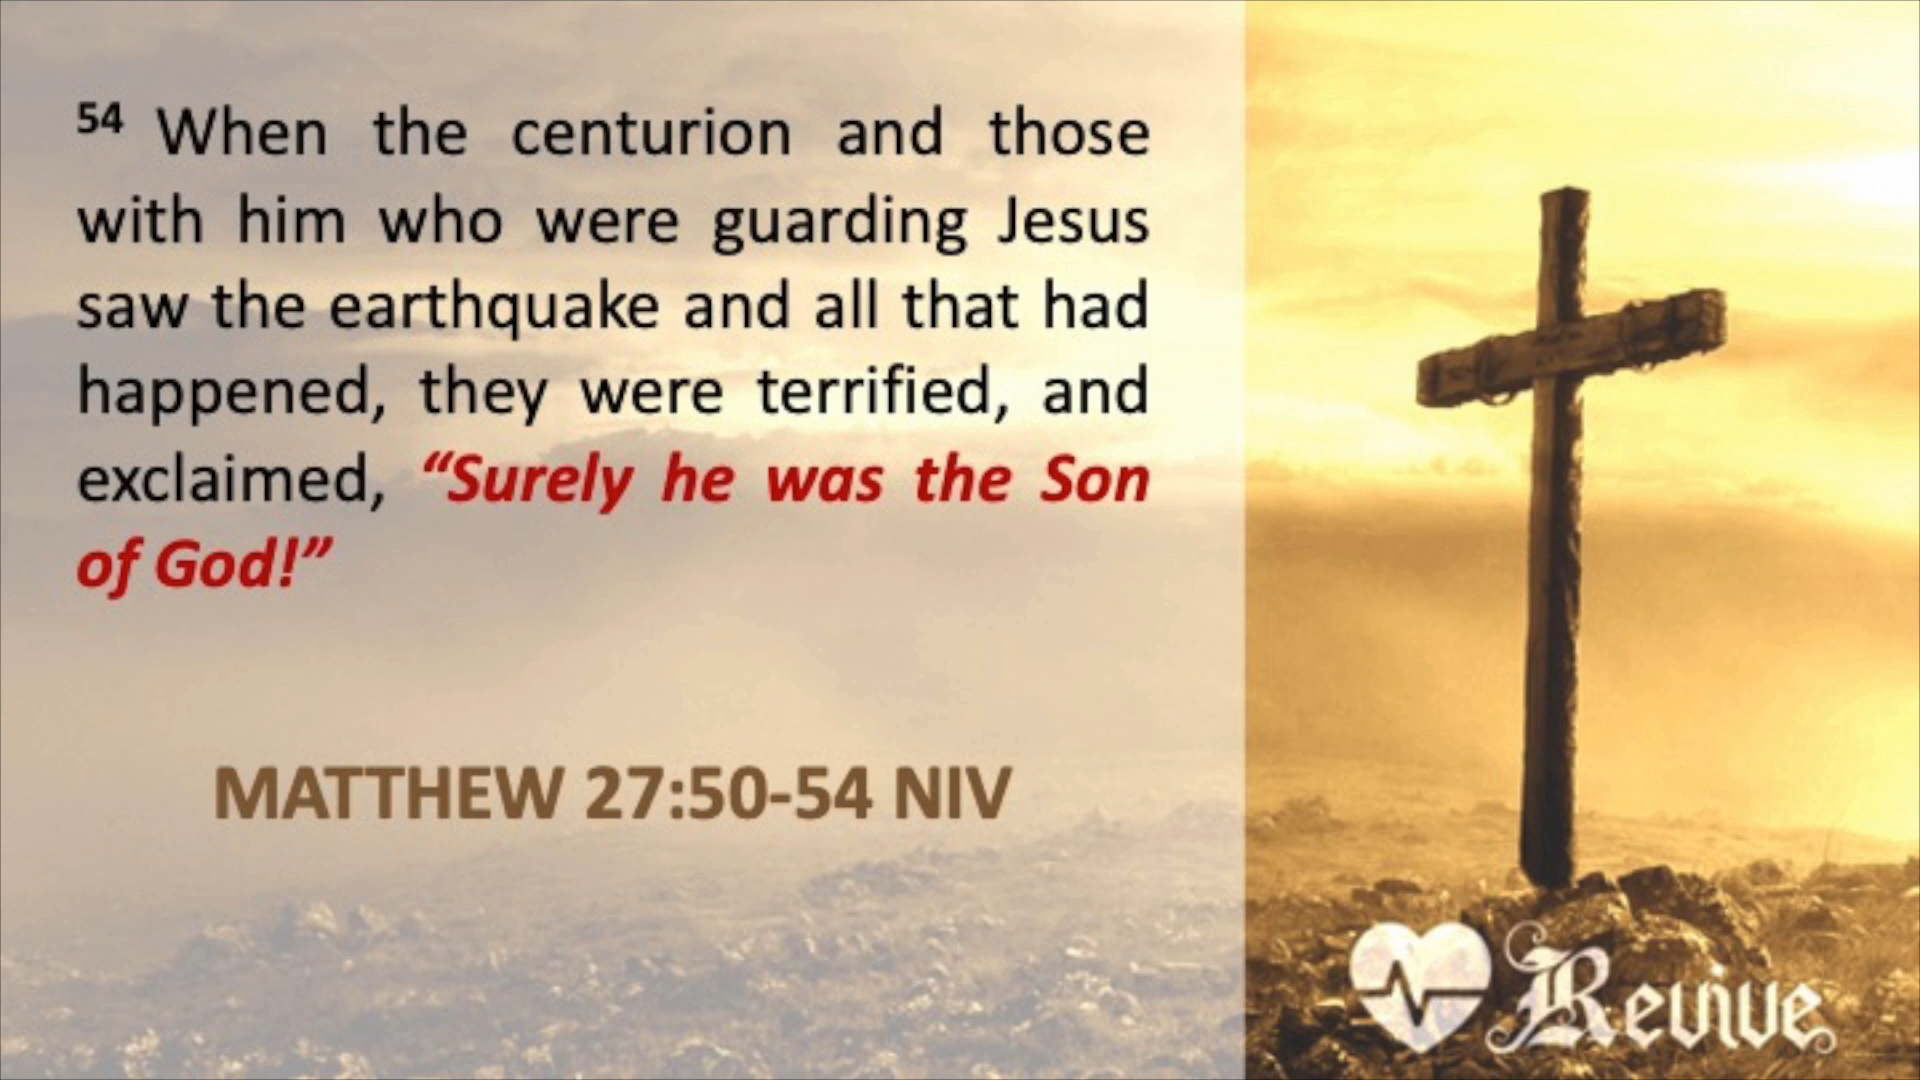 54 When the centurion and those
with him who were guarding Jesus
saw the earthquake and all that had
happened, they were terrified, and
exclaimed, “Surely he was the Son
of God!”
MATTHEW 27:50-54 NIV
Revive